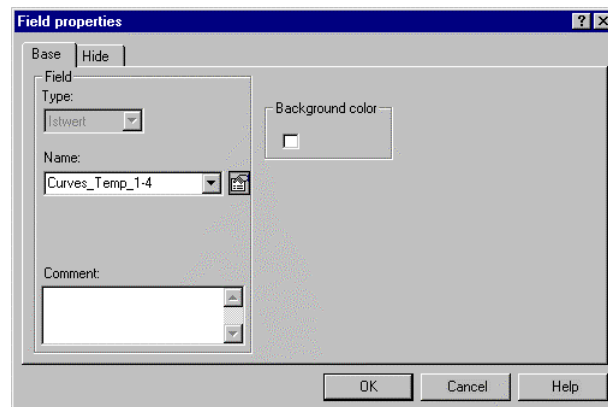 Field properties
Base Hide
Field
Type:
Istwert
Background color
Name:
Curves_Temp_1-4
Comment:
OK Cancel Help